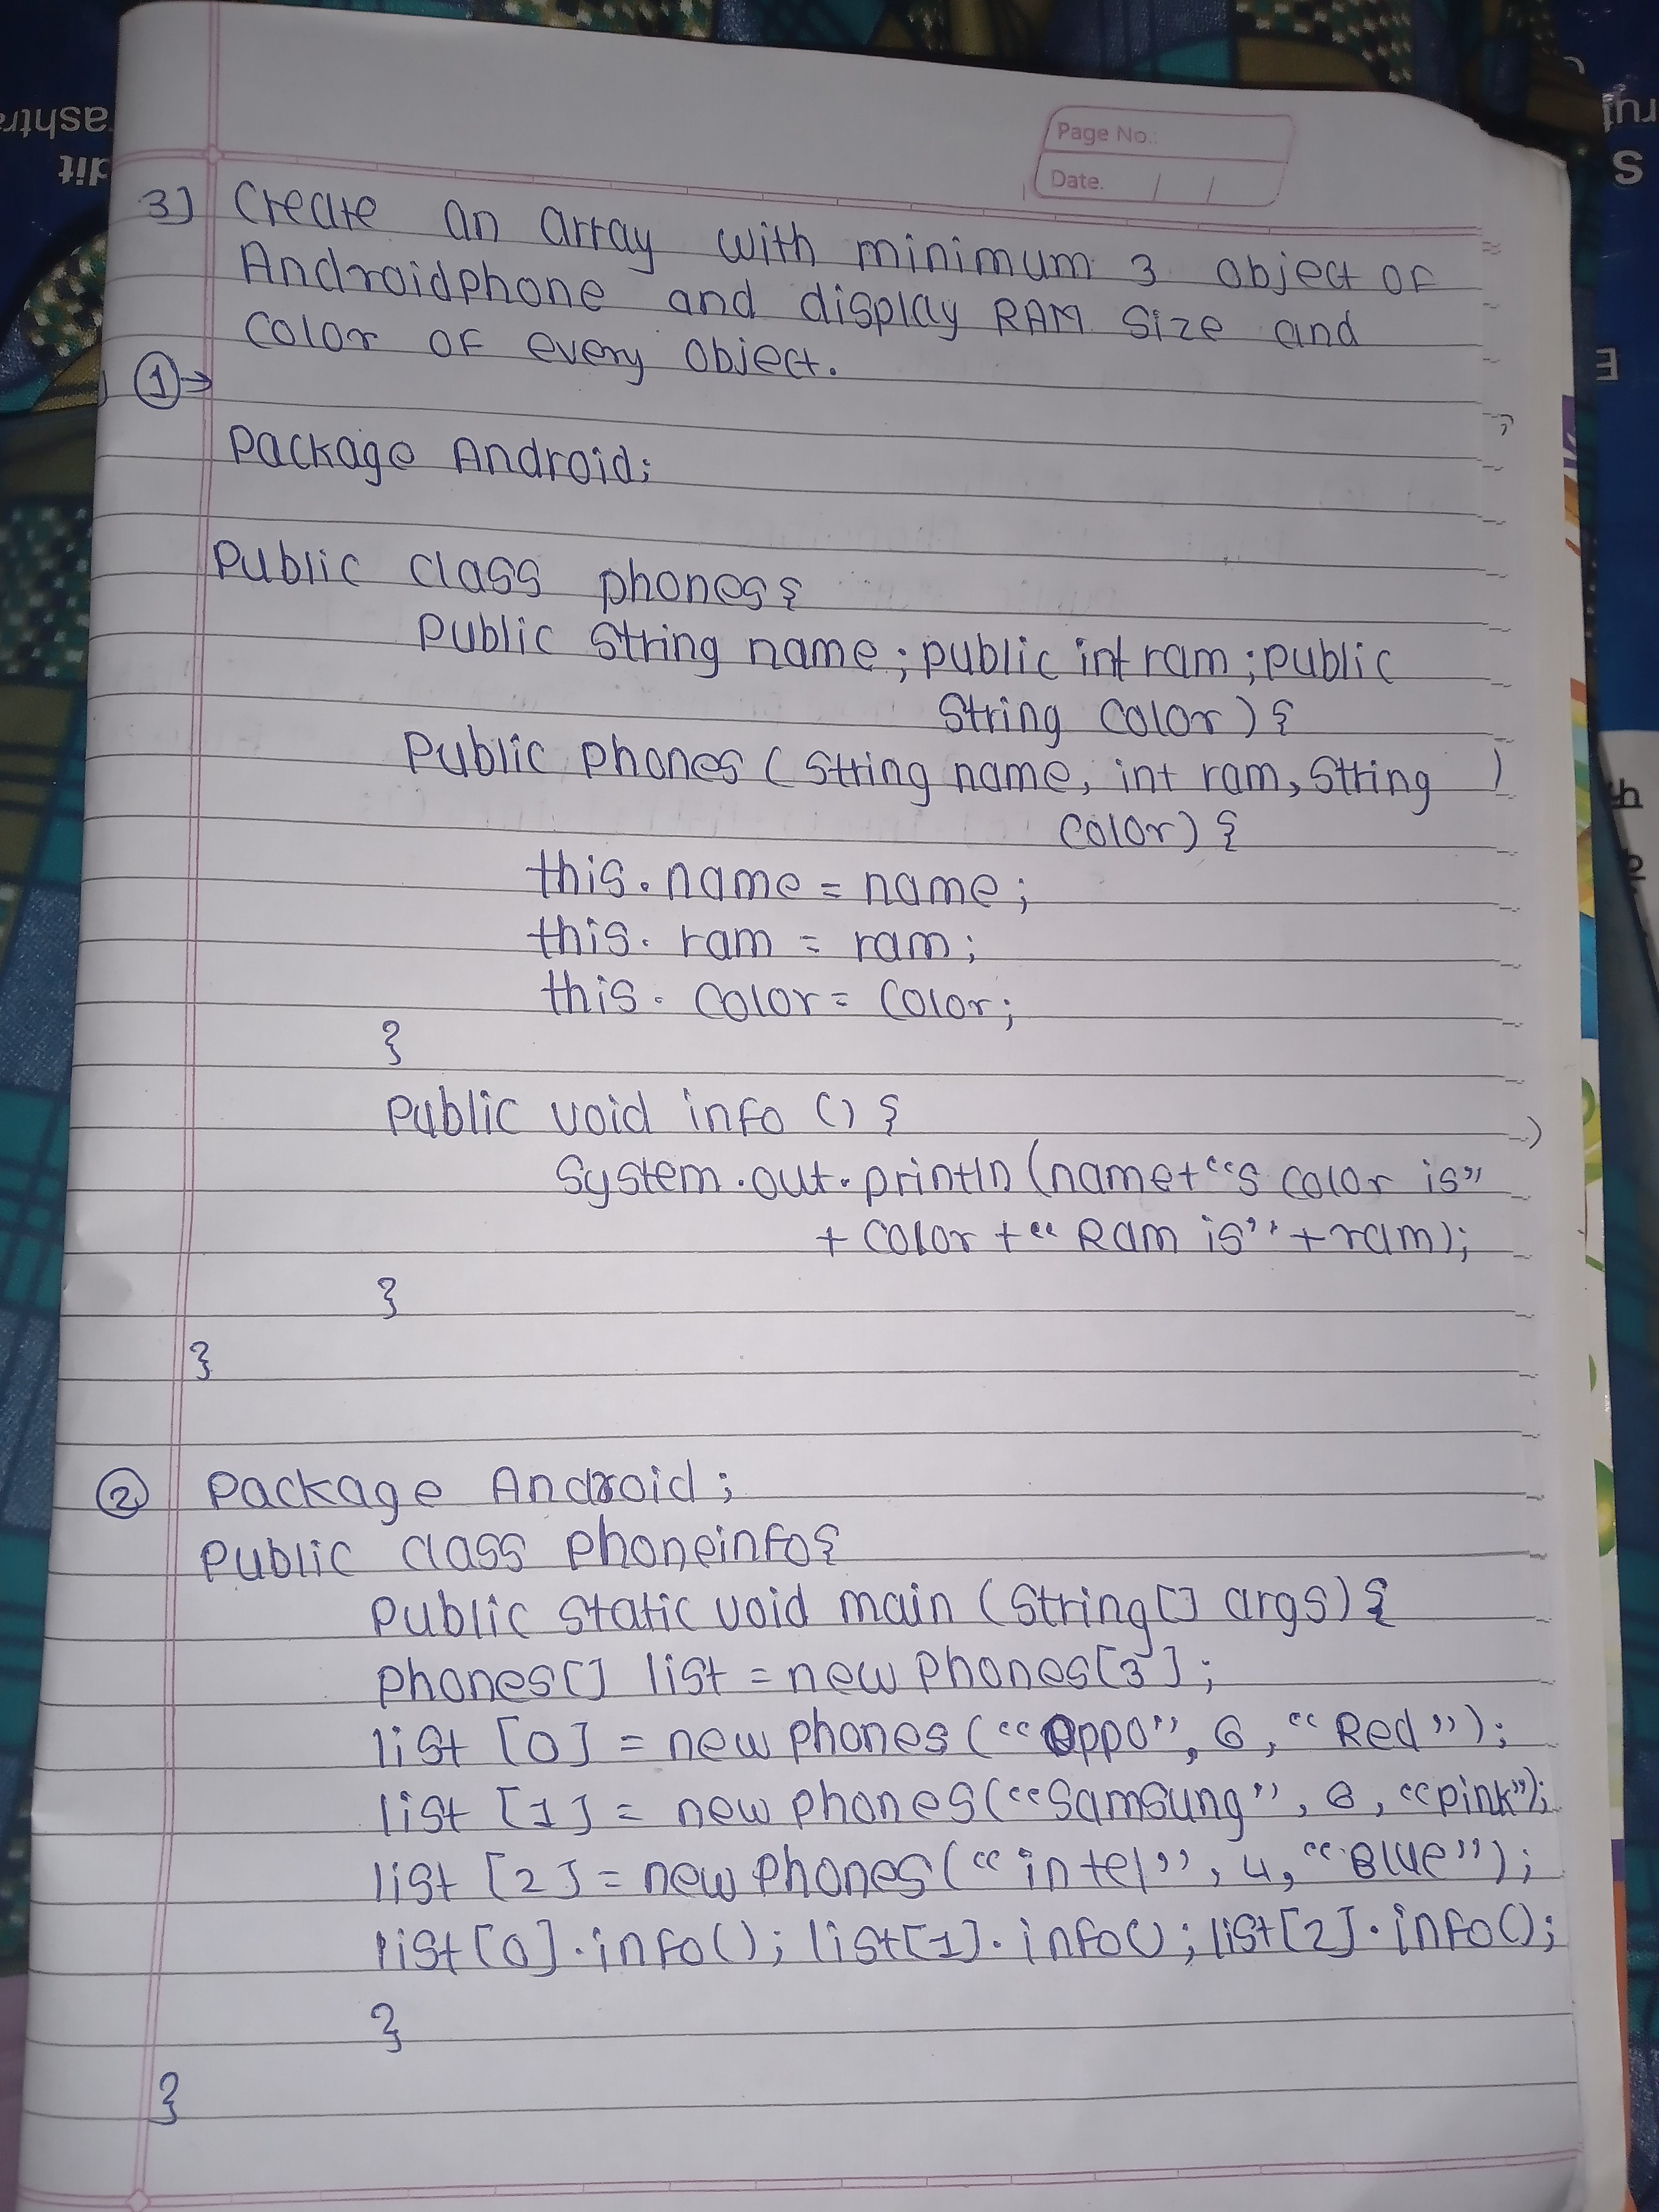 Page No.:
Date. / /
3) Create an array with minimum 3 object of
Androidphone and display RAM Size and
Color of every object.
①→
Package Android;
Public class phones{
Public String name; public int ram; public
String color) {
Public phones (String name, int ram, String
color) {
this.name = name;
this. ram = ram;
this. color = color;
}
Public void info () {
System.out.println (name+"s color is"
+ color +" Ram is"+ram);
}
}
② Package Android;
Public class Phoneinfo{
Public static void main (String[] args) {
Phones[] list = new Phones[3];
list [0] = new Phones ("Oppo", 6, "Red");
list [1] = new phones("Samsung", 6, "pink");
list [2] = new Phones ("intel", 4, "Blue");
list[0].info(); list[1].info(); list[2].info();
}
}